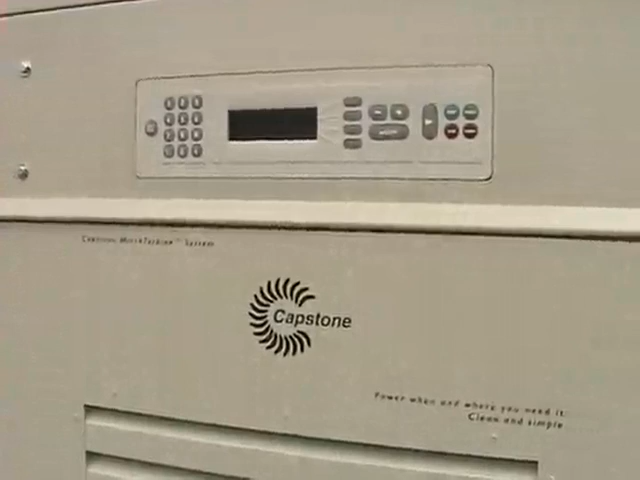 Capstone MicroTurbine™ System
Capstone
Power when and where you need it.
Clean and simple.